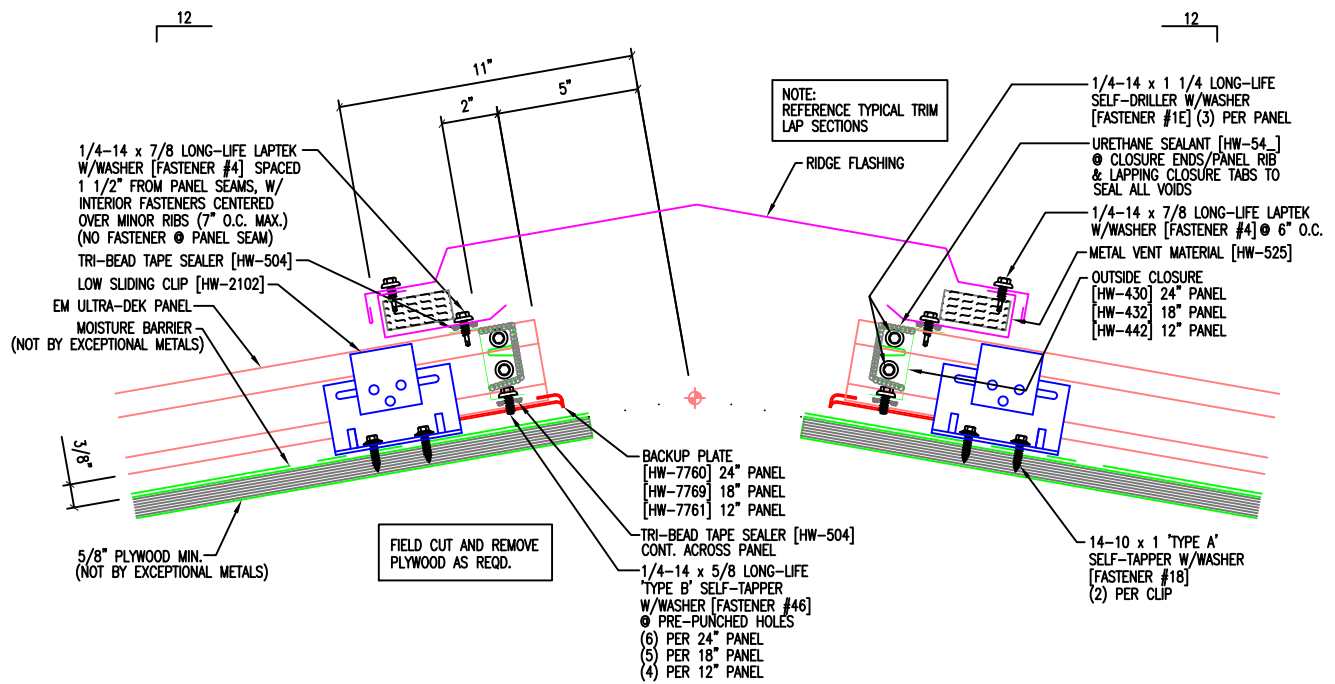 12
12
11"
2"
5"
NOTE:
REFERENCE TYPICAL TRIM
LAP SECTIONS
1/4-14 x 1 1/4 LONG-LIFE
SELF-DRILLER W/WASHER
[FASTENER #1E] (3) PER PANEL
1/4-14 x 7/8 LONG-LIFE LAPTEK
W/WASHER [FASTENER #4] SPACED
1 1/2" FROM PANEL SEAMS, W/
INTERIOR FASTENERS CENTERED
OVER MINOR RIBS (7" O.C. MAX.)
(NO FASTENER @ PANEL SEAM)
RIDGE FLASHING
URETHANE SEALANT [HW-54_]
@ CLOSURE ENDS/PANEL RIB
& LAPPING CLOSURE TABS TO
SEAL ALL VOIDS
1/4-14 x 7/8 LONG-LIFE LAPTEK
W/WASHER [FASTENER #4] @ 6" O.C.
TRI-BEAD TAPE SEALER [HW-504]
METAL VENT MATERIAL [HW-525]
LOW SLIDING CLIP [HW-2102]
OUTSIDE CLOSURE
[HW-430] 24" PANEL
[HW-432] 18" PANEL
[HW-442] 12" PANEL
EM ULTRA-DEK PANEL
MOISTURE BARRIER
(NOT BY EXCEPTIONAL METALS)
3/8"
BACKUP PLATE
[HW-7760] 24" PANEL
[HW-7769] 18" PANEL
[HW-7761] 12" PANEL
5/8" PLYWOOD MIN.
(NOT BY EXCEPTIONAL METALS)
FIELD CUT AND REMOVE
PLYWOOD AS REQD.
TRI-BEAD TAPE SEALER [HW-504]
CONT. ACROSS PANEL
1/4-14 x 5/8 LONG-LIFE
'TYPE B' SELF-TAPPER
W/WASHER [FASTENER #46]
@ PRE-PUNCHED HOLES
(6) PER 24" PANEL
(5) PER 18" PANEL
(4) PER 12" PANEL
14-10 x 1 'TYPE A'
SELF-TAPPER W/WASHER
[FASTENER #18]
(2) PER CLIP